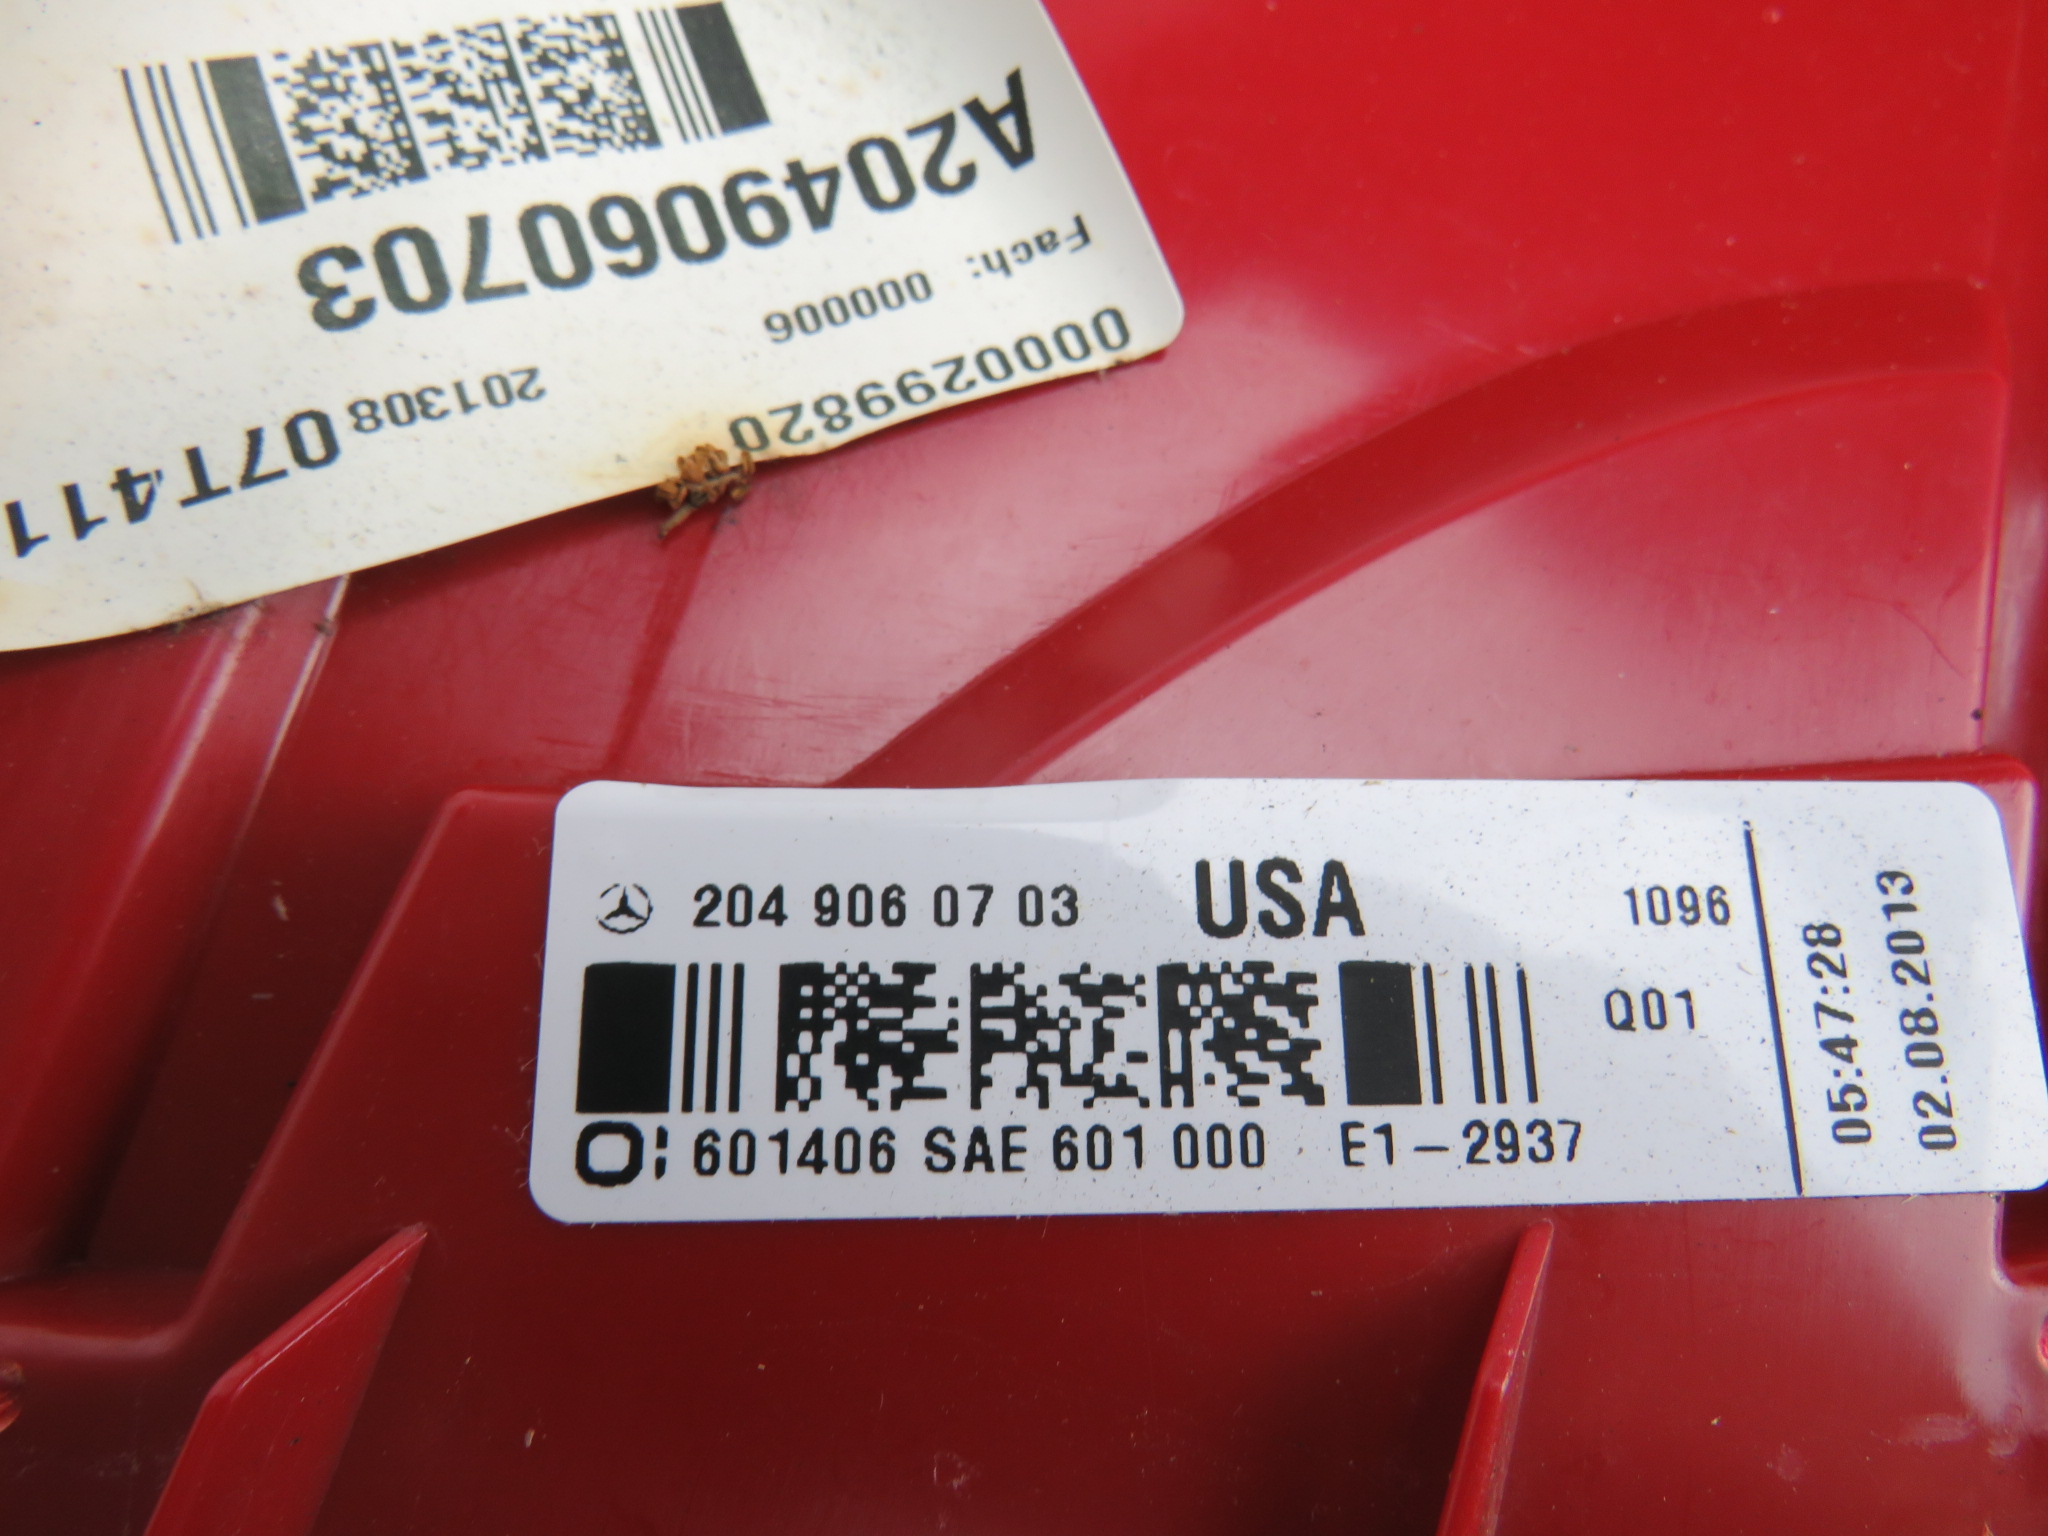 A2049060703
Fach: 000006
0000299820
201308 07T411
204 906 07 03 USA 1096
Q01
O: 601406 SAE 601 000 E1-2937
05:47:28
02.08.2013